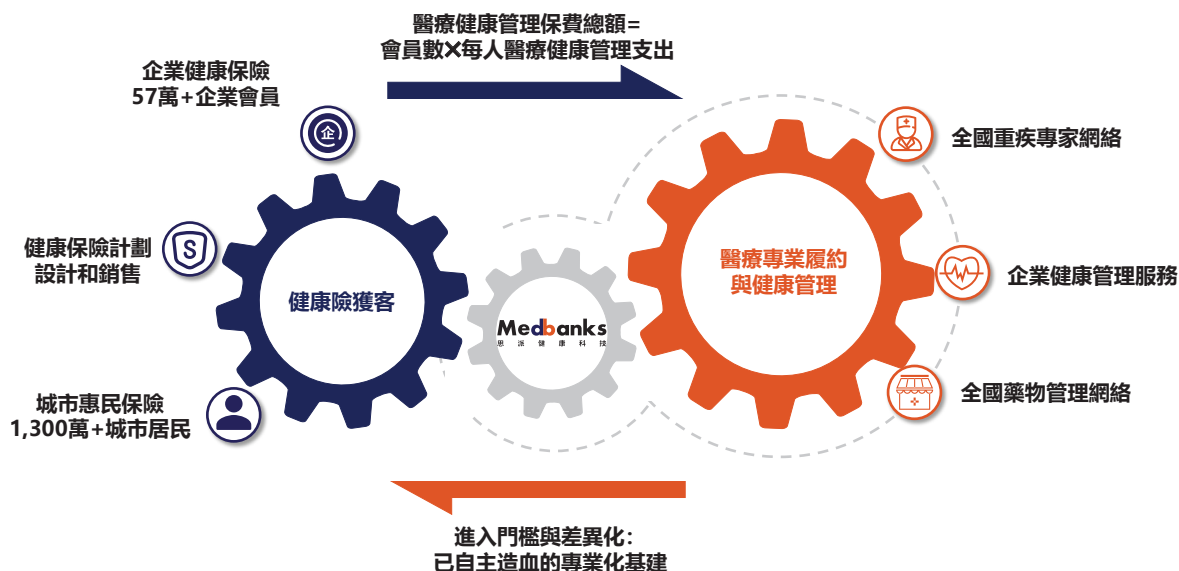 醫療健康管理保費總額=
會員數✕每人醫療健康管理支出
企業健康保險
57萬+企業會員
企
全國重疾專家網絡
健康保險計劃
設計和銷售
S
健康險獲客
Medbanks
思派健康科技
醫療專業履約
與健康管理
企業健康管理服務
城市惠民保險
1,300萬+城市居民
全國藥物管理網絡
進入門檻與差異化：
已自主造血的專業化基建